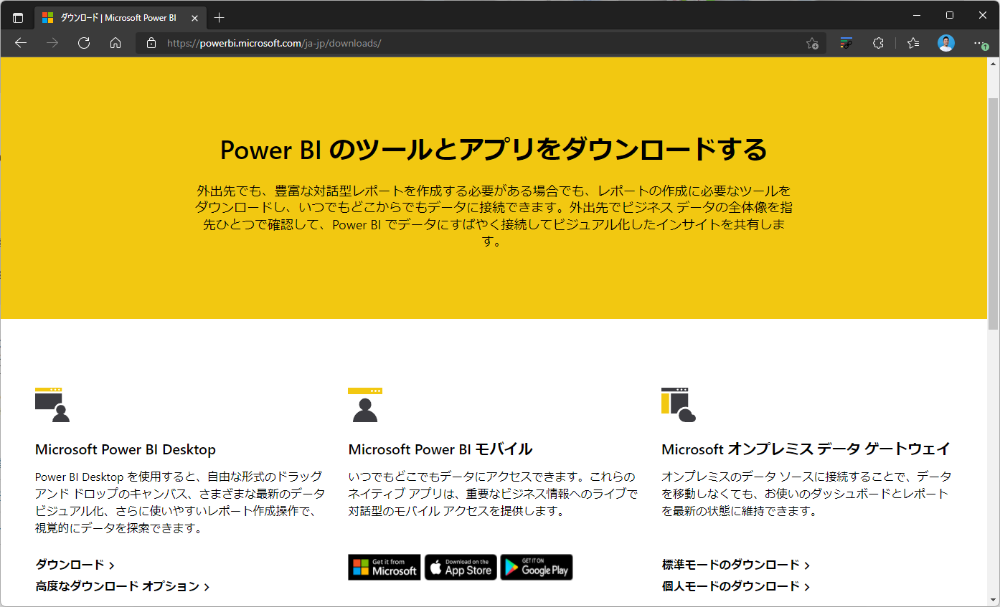 ダウンロード | Microsoft Power BI
https://powerbi.microsoft.com/ja-jp/downloads/
Power BI のツールとアプリをダウンロードする
外出先でも、豊富な対話型レポートを作成する必要がある場合でも、レポートの作成に必要なツールを
ダウンロードし、いつでもどこからでもデータに接続できます。外出先でビジネス データの全体像を指
先ひとつで確認して、Power BI でデータにすばやく接続してビジュアル化したインサイトを共有しま
す。
Microsoft Power BI Desktop
Power BI Desktop を使用すると、自由な形式のドラッグ
アンド ドロップのキャンバス、さまざまな最新のデータ
ビジュアル化、さらに使いやすいレポート作成操作で、
視覚的にデータを探索できます。
ダウンロード
高度なダウンロード オプション
Microsoft Power BI モバイル
いつでもどこでもデータにアクセスできます。これらの
ネイティブ アプリは、重要なビジネス情報へのライブで
対話型のモバイル アクセスを提供します。
Get it from
Microsoft
Download on the
App Store
GET IT ON
Google Play
Microsoft オンプレミス データ ゲートウェイ
オンプレミスのデータ ソースに接続することで、データ
を移動しなくても、お使いのダッシュボードとレポート
を最新の状態に維持できます。
標準モードのダウンロード
個人モードのダウンロード